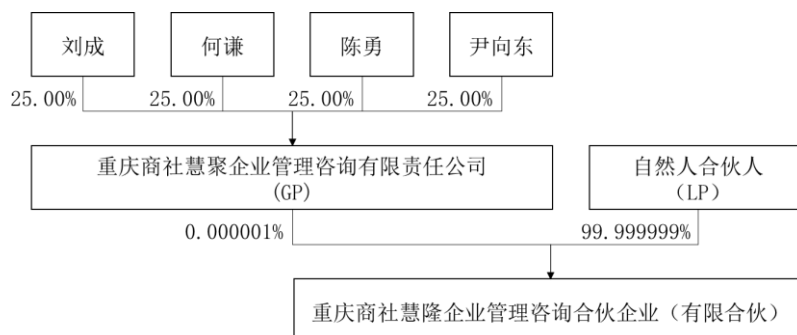 刘成
何谦
陈勇
尹向东
25.00%
25.00%
25.00%
25.00%
重庆商社慧聚企业管理咨询有限责任公司
(GP)
自然人合伙人
（LP）
0.000001%
99.999999%
重庆商社慧隆企业管理咨询合伙企业（有限合伙）